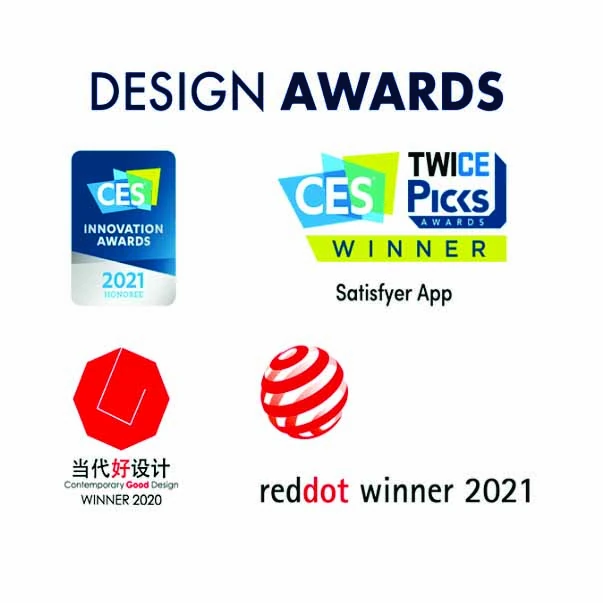 DESIGN AWARDS
CES
INNOVATION
AWARDS
2021
HONOREE
CES
TWICE
PICKS
AWARDS
WINNER
Satisfyer App
当代好设计
Contemporary Good Design
WINNER 2020
reddot winner 2021